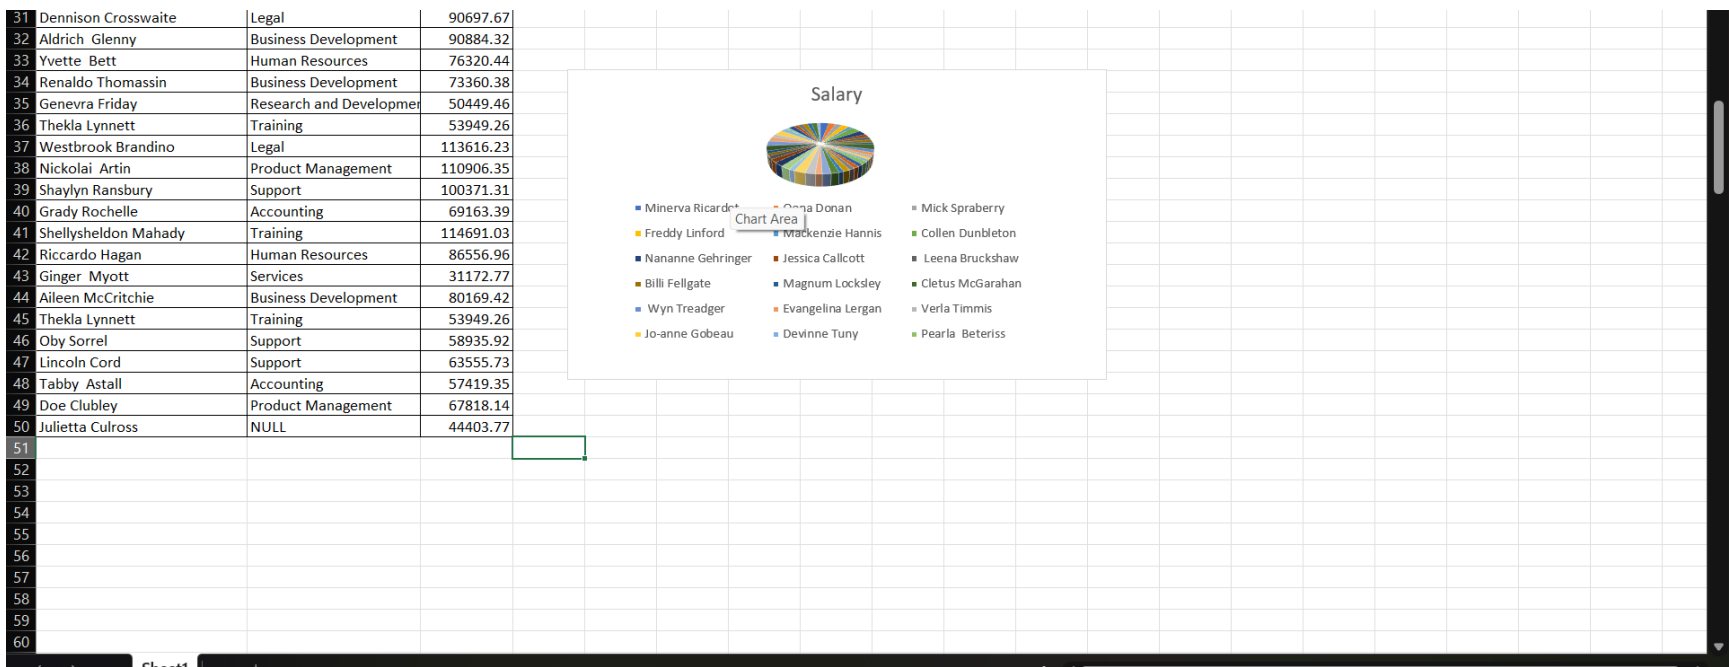 31 Dennison Crosswaite Legal 90697.67
32 Aldrich  Glenny Business Development 90884.32
33 Yvette  Bett Human Resources 76320.44
34 Renaldo Thomassin Business Development 73360.38
35 Genevra Friday Research and Developmer 50449.46
36 Thekla Lynnett Training 53949.26
37 Westbrook Brandino Legal 113616.23
38 Nickolai  Artin Product Management 110906.35
39 Shaylyn Ransbury Support 100371.31
40 Grady Rochelle Accounting 69163.39
41 Shellysheldon Mahady Training 114691.03
42 Riccardo Hagan Human Resources 86556.96
43 Ginger  Myott Services 31172.77
44 Aileen McCritchie Business Development 80169.42
45 Thekla Lynnett Training 53949.26
46 Oby Sorrel Support 58935.92
47 Lincoln Cord Support 63555.73
48 Tabby  Astall Accounting 57419.35
49 Doe Clubley Product Management 67818.14
50 Julietta Culross NULL 44403.77
51
52
53
54
55
56
57
58
59
60
Salary
Minerva Ricardot Donan Mick Spraberry
Chart Area
Freddy Linford Mackenzie Hannis Collen Dunbleton
Nananne Gehringer Jessica Callcott Leena Bruckshaw
Billi Fellgate Magnum Locksley Cletus McGarahan
Wyn Treadger Evangelina Lergan Verla Timmis
Jo-anne Gobeau Devinne Tuny Pearla  Beteriss
Sheet1